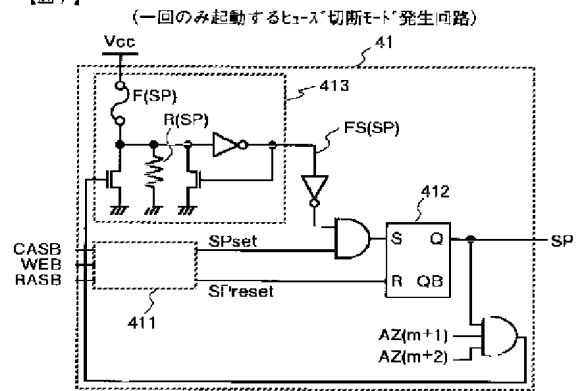 【図7】
(一回のみ起動するヒューズ切断モード発生回路)
Vcc
41
F(SP)
413
R(SP)
FS(SP)
412
CASB
WEB
RASB
SPset
S Q
SP
SPreset
R QB
411
AZ(m+1)
AZ(m+2)